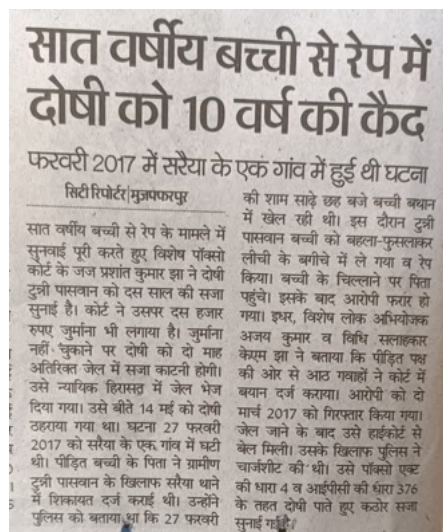 सात वर्षीय बच्ची से रेप में
दोषी को 10 वर्ष की कैद
फरवरी 2017 में सरैया के एक गांव में हुई थी घटना
सिटी रिपोर्टर|मुजफ्फरपुर
सात वर्षीय बच्ची से रेप के मामले में
सुनवाई पूरी करते हुए विशेष पॉक्सो
कोर्ट के जज प्रशांत कुमार झा ने दोषी
टुन्नी पासवान को दस साल की सजा
सुनाई है। कोर्ट ने उसपर दस हजार
रुपए जुर्माना भी लगाया है। जुर्माना
नहीं चुकाने पर दोषी को दो माह
अतिरिक्त जेल में सजा काटनी होगी।
उसे न्यायिक हिरासत में जेल भेज
दिया गया। उसे बीते 14 मई को दोषी
ठहराया गया था। घटना 27 फरवरी
2017 को सरैया के एक गांव में घटी
थी। पीड़ित बच्ची के पिता ने ग्रामीण
टुन्नी पासवान के खिलाफ सरैया थाने
में शिकायत दर्ज कराई थी। उन्होंने
पुलिस को बताया था कि 27 फरवरी
की शाम साढ़े छह बजे बच्ची बथान
में खेल रही थी। इस दौरान टुन्नी
पासवान बच्ची को बहला-फुसलाकर
लीची के बगीचे में ले गया व रेप
किया। बच्ची के चिल्लाने पर पिता
पहुंचे। इसके बाद आरोपी फरार हो
गया। इधर, विशेष लोक अभियोजक
अजय कुमार व विधि सलाहकार
केएम झा ने बताया कि पीड़ित पक्ष
की ओर से आठ गवाहों ने कोर्ट में
बयान दर्ज कराया। आरोपी को दो
मार्च 2017 को गिरफ्तार किया गया।
जेल जाने के बाद उसे हाईकोर्ट से
बेल मिली। उसके खिलाफ पुलिस ने
चार्जशीट की थी। उसे पॉक्सो एक्ट
की धारा 4 व आईपीसी की धारा 376
के तहत दोषी पाते हुए कठोर सजा
सुनाई गई है।